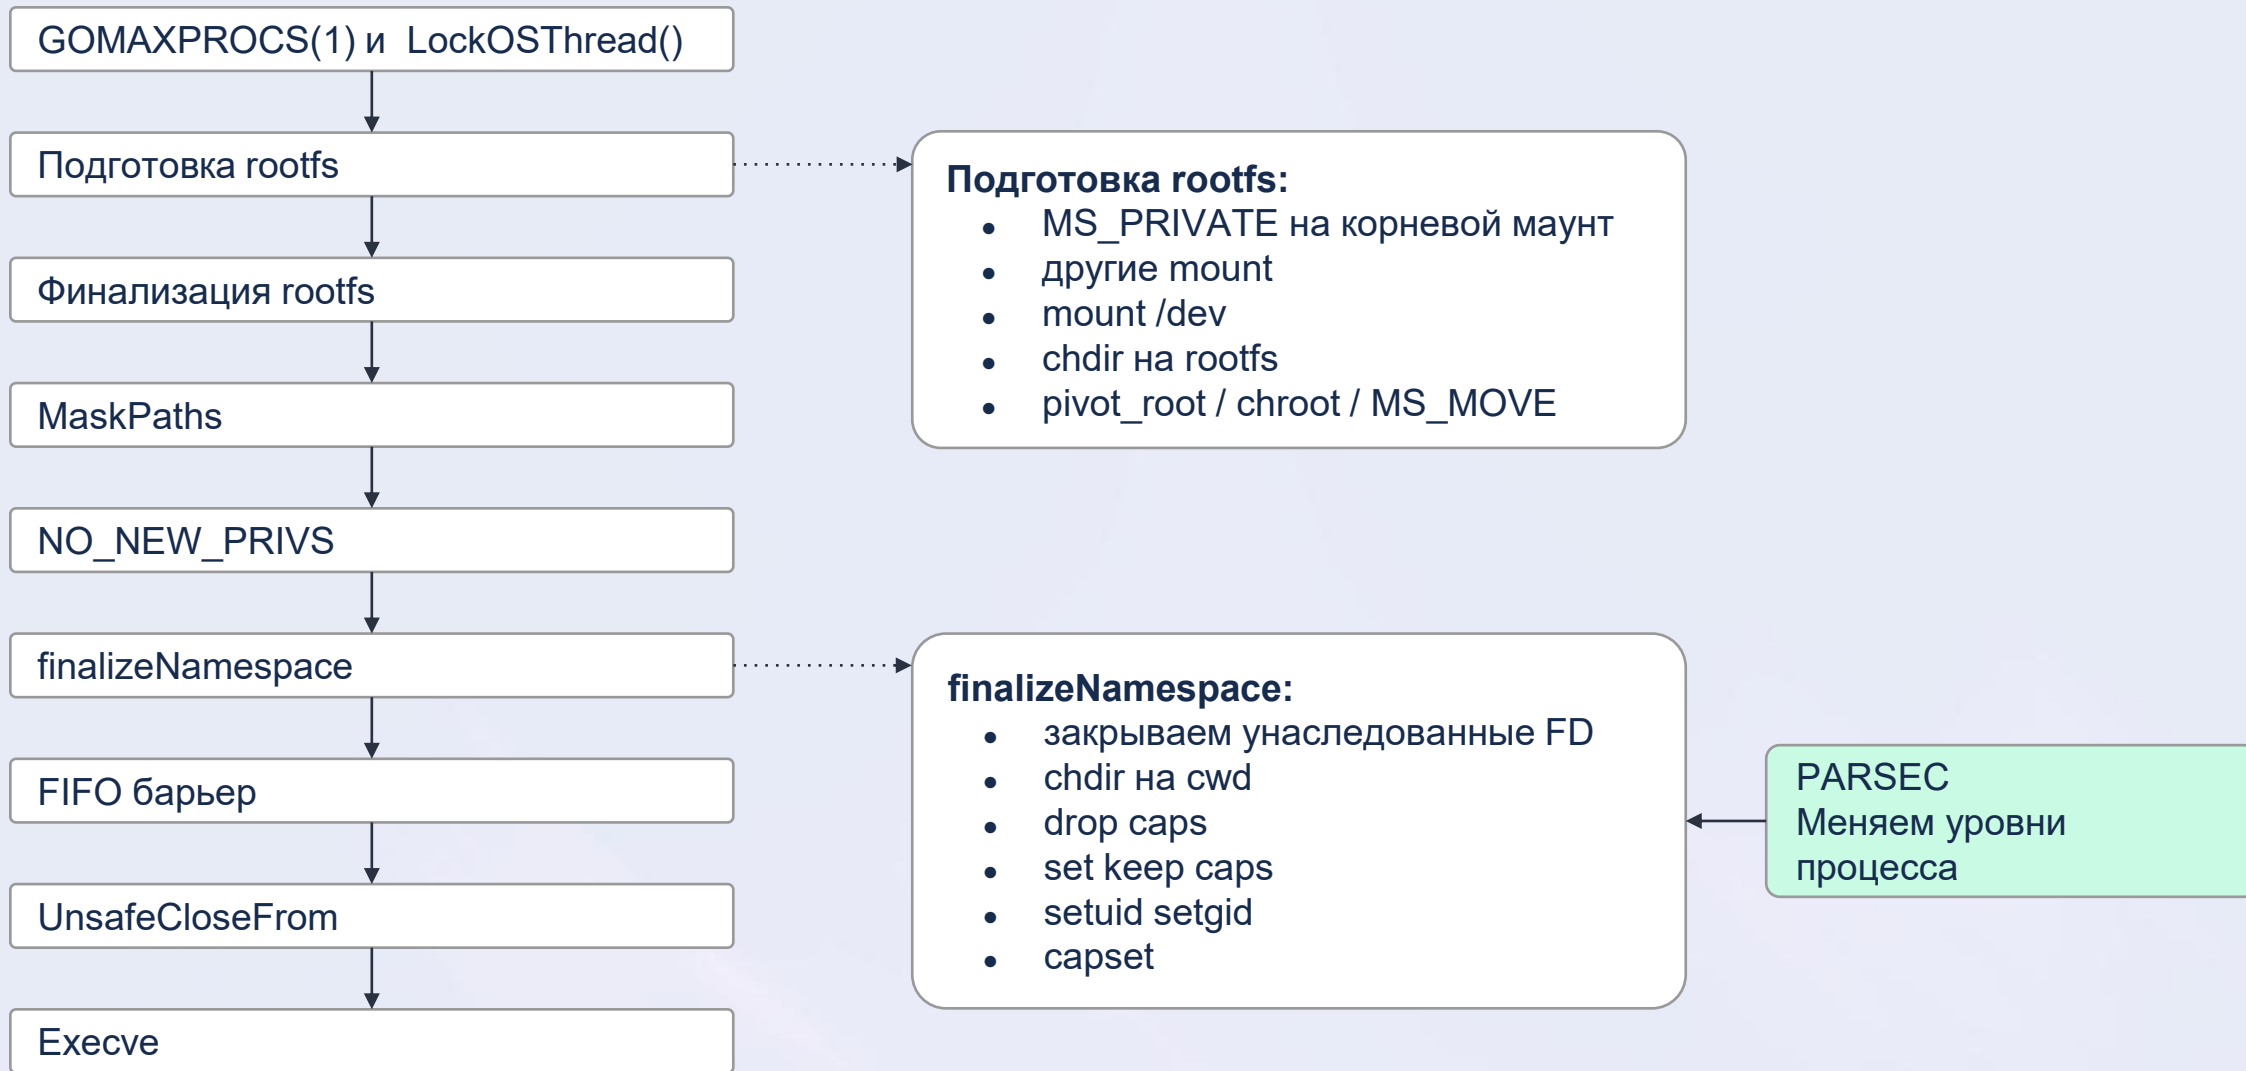 GOMAXPROCS(1) и  LockOSThread()
Подготовка rootfs
Финализация rootfs
MaskPaths
NO_NEW_PRIVS
finalizeNamespace
FIFO барьер
UnsafeCloseFrom
Execve
Подготовка rootfs:
• MS_PRIVATE на корневой маунт
• другие mount
• mount /dev
• chdir на rootfs
• pivot_root / chroot / MS_MOVE
finalizeNamespace:
• закрываем унаследованные FD
• chdir на cwd
• drop caps
• set keep caps
• setuid setgid
• capset
PARSEC
Меняем уровни
процесса